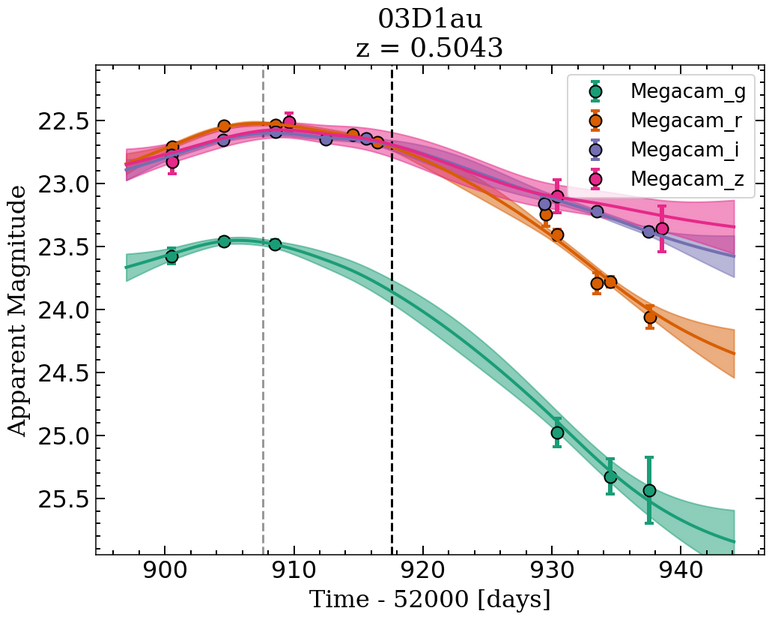 03D1au
z = 0.5043
Megacam_g
Megacam_r
Megacam_i
Megacam_z
22.5
23.0
23.5
24.0
24.5
25.0
25.5
Apparent Magnitude
900 910 920 930 940
Time - 52000 [days]